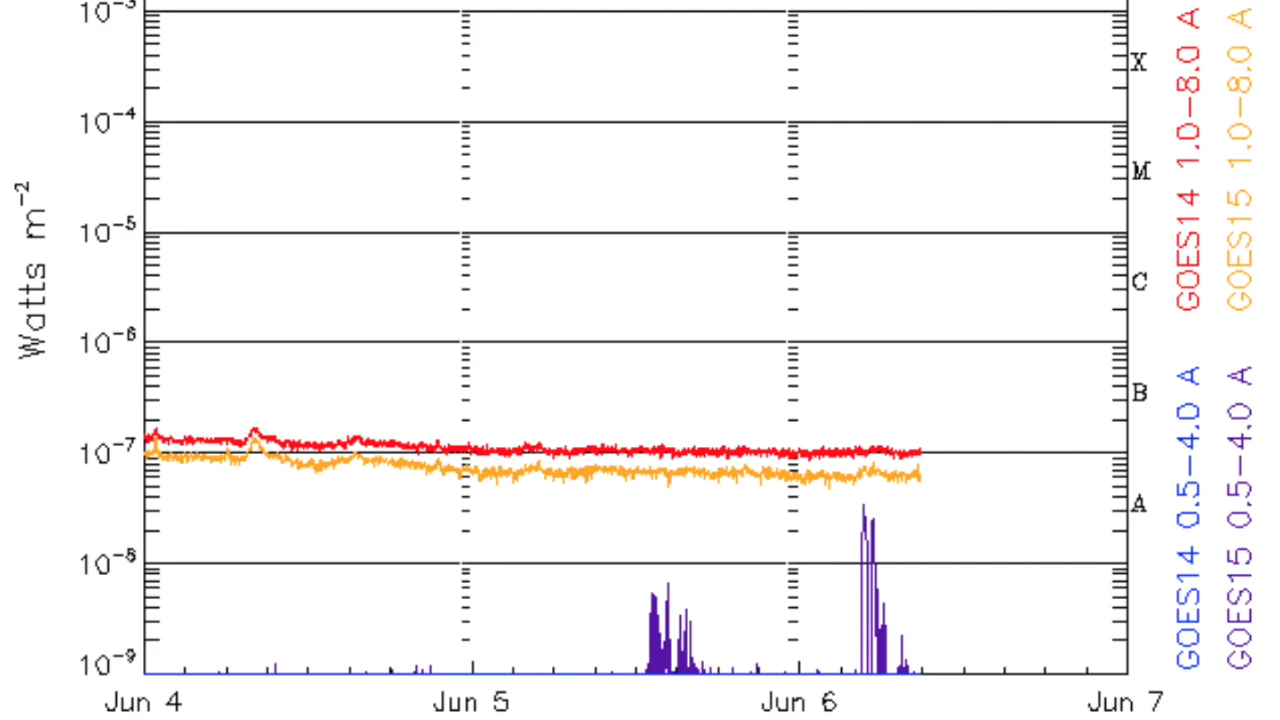 10⁻³
10⁻⁴
10⁻⁵
10⁻⁶
10⁻⁷
10⁻⁸
10⁻⁹
Watts m⁻²
X
M
C
B
A
Jun 4 Jun 5 Jun 6 Jun 7
GOES14 1.0-8.0 A
GOES15 1.0-8.0 A
GOES14 0.5-4.0 A
GOES15 0.5-4.0 A